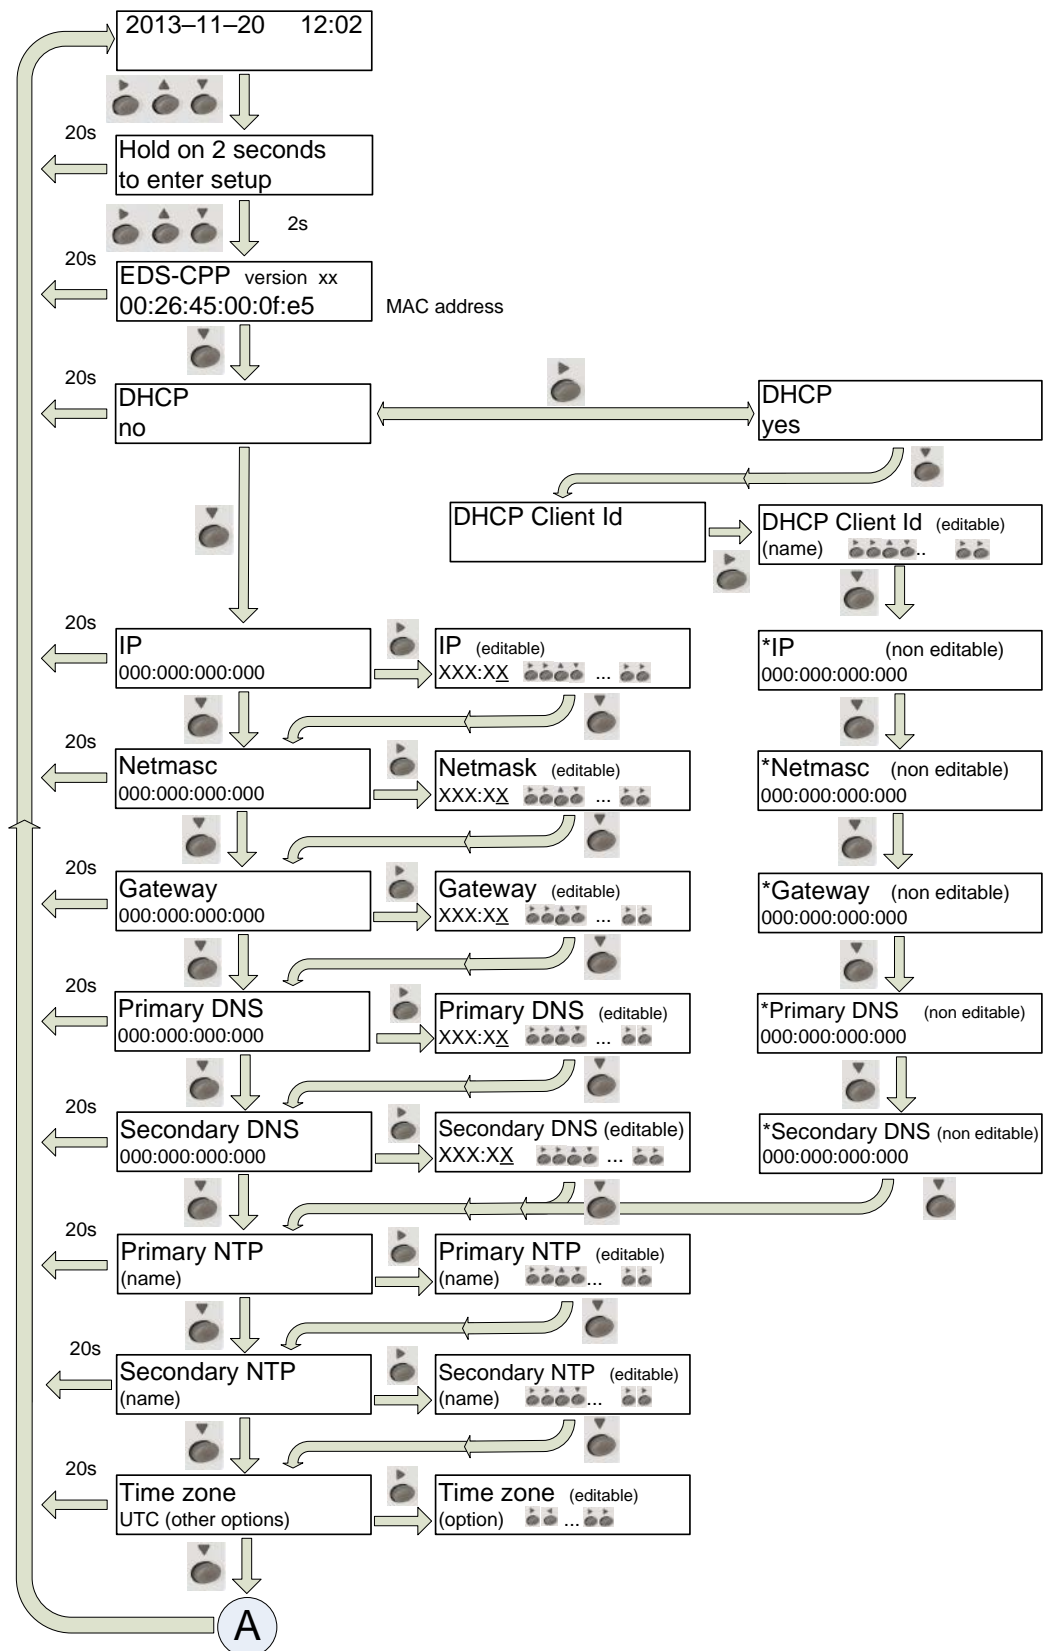 2013–11–20 12:02
20s
Hold on 2 seconds
to enter setup
2s
20s
EDS-CPP version xx
00:26:45:00:0f:e5
MAC address
20s
DHCP
no
DHCP
yes
DHCP Client Id
DHCP Client Id (editable)
(name) ..
20s
IP
000:000:000:000
IP (editable)
XXX:XX ...
*IP (non editable)
000:000:000:000
20s
Netmasc
000:000:000:000
Netmask (editable)
XXX:XX ...
*Netmasc (non editable)
000:000:000:000
20s
Gateway
000:000:000:000
Gateway (editable)
XXX:XX ...
*Gateway (non editable)
000:000:000:000
20s
Primary DNS
000:000:000:000
Primary DNS (editable)
XXX:XX ...
*Primary DNS (non editable)
000:000:000:000
20s
Secondary DNS
000:000:000:000
Secondary DNS (editable)
XXX:XX ...
*Secondary DNS (non editable)
000:000:000:000
20s
Primary NTP
(name)
Primary NTP (editable)
(name) ...
20s
Secondary NTP
(name)
Secondary NTP (editable)
(name) ...
20s
Time zone
UTC (other options)
Time zone (editable)
(option) ...
A